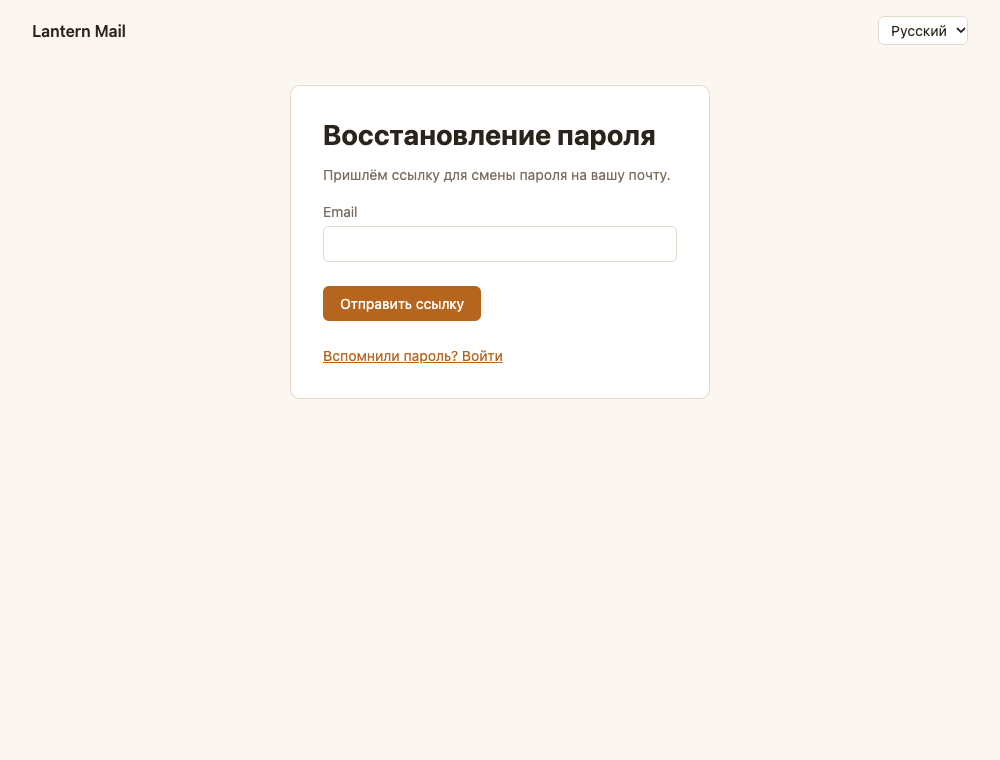 Lantern Mail
Русский
Восстановление пароля
Пришлём ссылку для смены пароля на вашу почту.
Email
Отправить ссылку
Вспомнили пароль? Войти